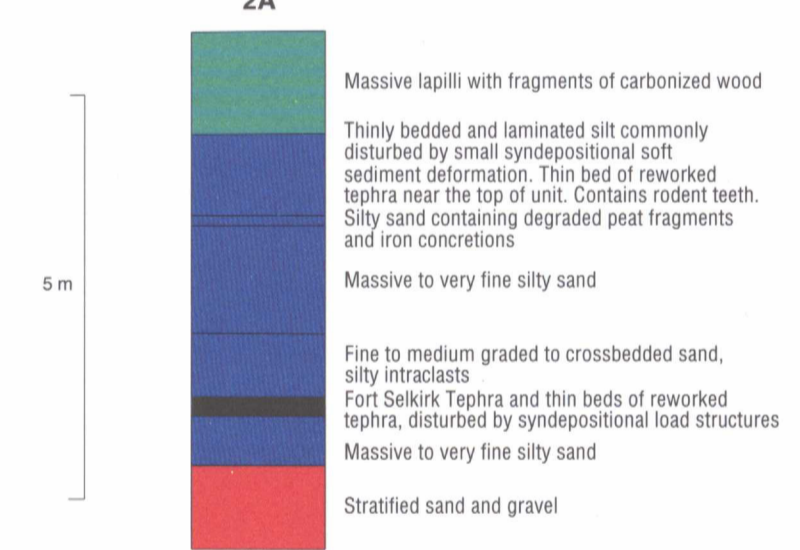 2A
Massive lapilli with fragments of carbonized wood
Thinly bedded and laminated silt commonly
disturbed by small syndepositional soft
sediment deformation. Thin bed of reworked
tephra near the top of unit. Contains rodent teeth.
Silty sand containing degraded peat fragments
and iron concretions
5 m
Massive to very fine silty sand
Fine to medium graded to crossbedded sand,
silty intraclasts
Fort Selkirk Tephra and thin beds of reworked
tephra, disturbed by syndepositional load structures
Massive to very fine silty sand
Stratified sand and gravel